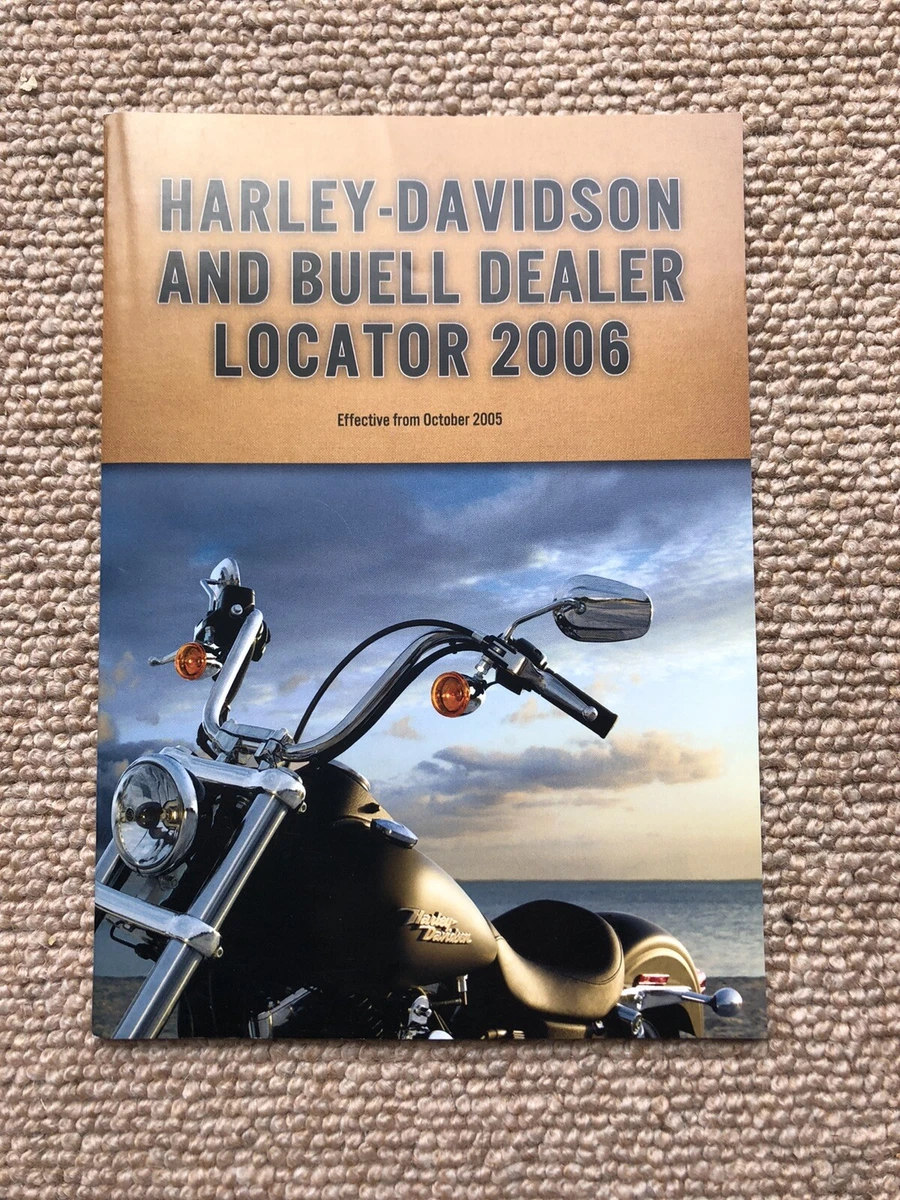 HARLEY-DAVIDSON
AND BUELL DEALER
LOCATOR 2006
Effective from October 2005
Harley-
Davidson